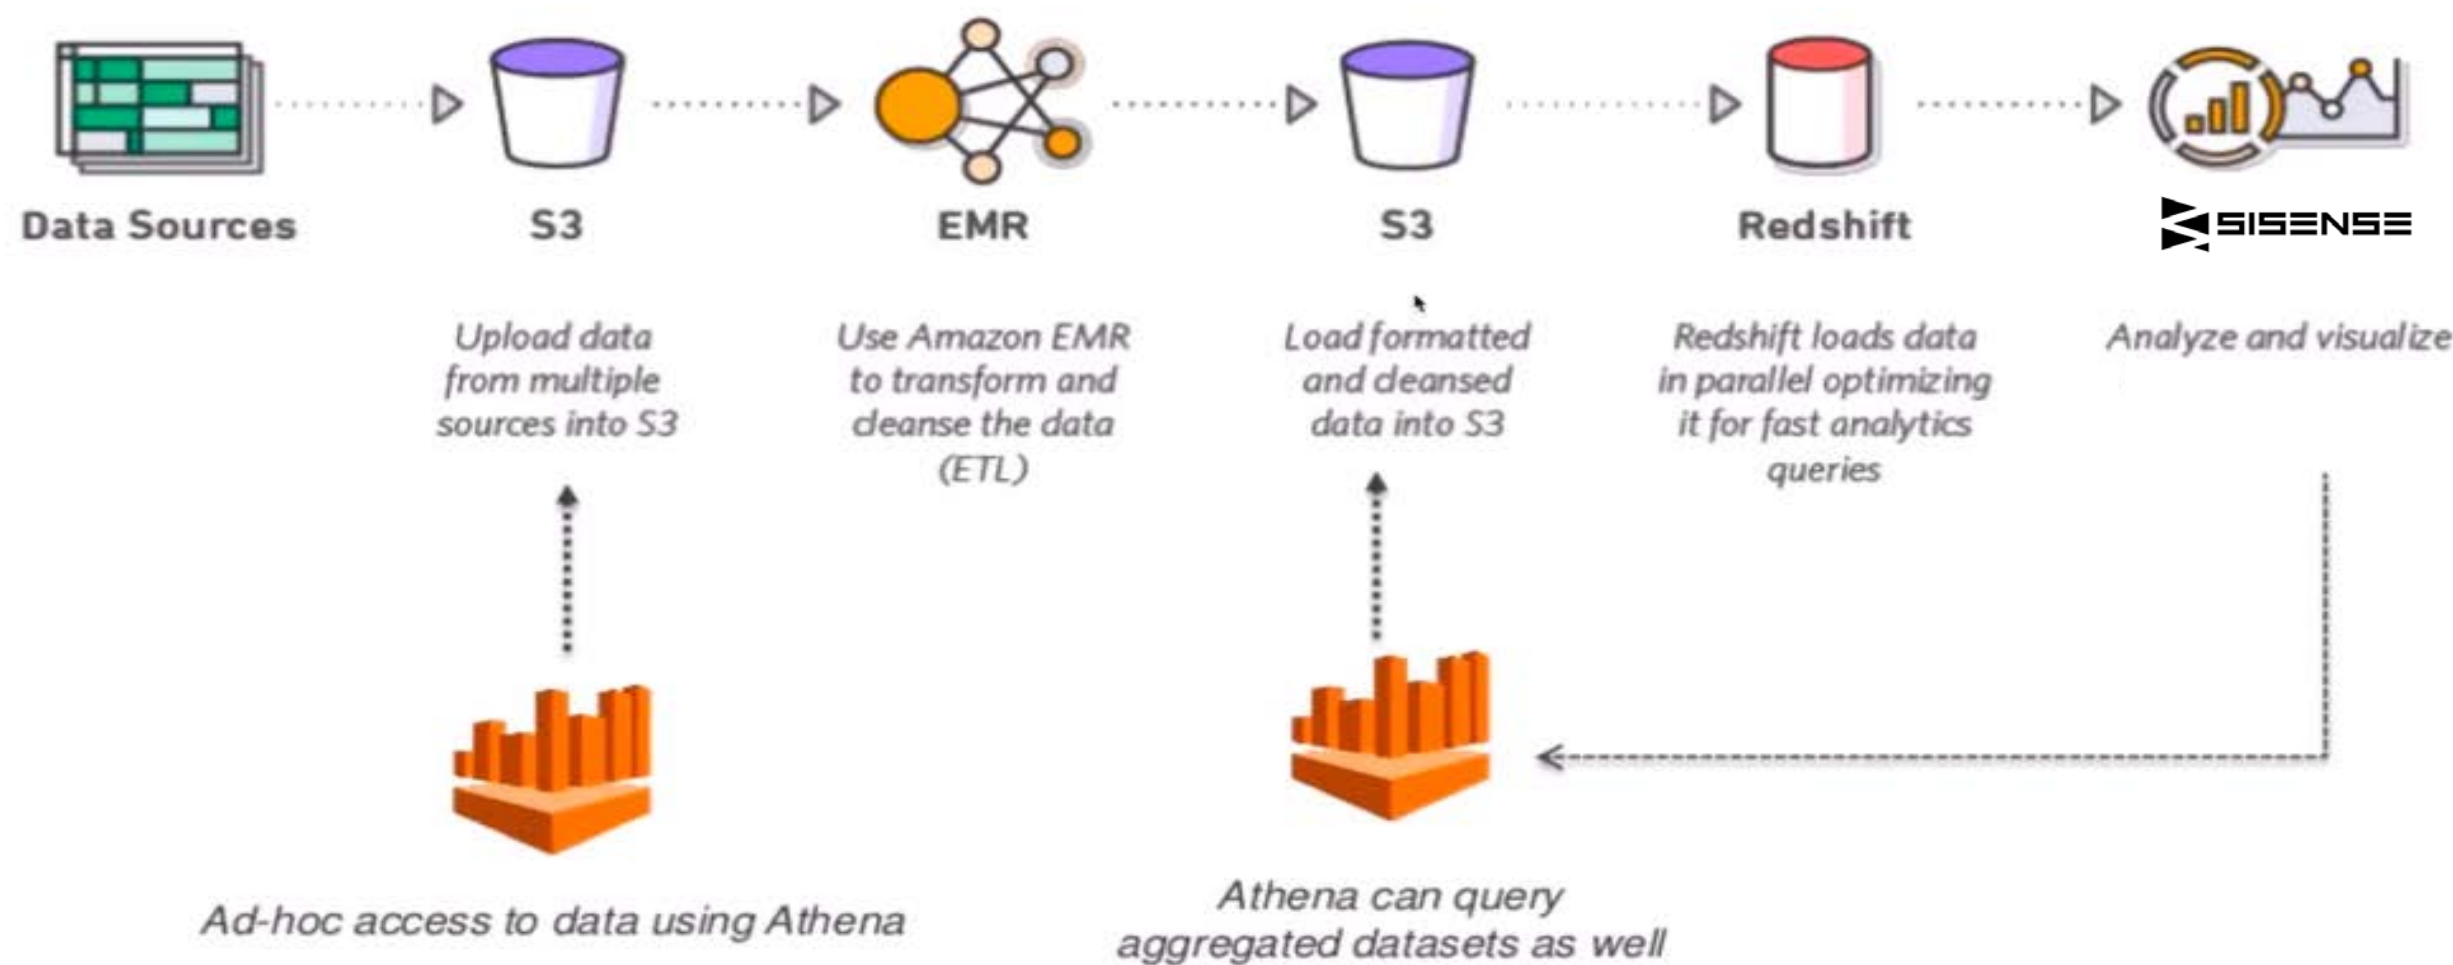 Data Sources
S3
EMR
S3
Redshift
SISENSE
Upload data
from multiple
sources into S3
Use Amazon EMR
to transform and
cleanse the data
(ETL)
Load formatted
and cleansed
data into S3
Redshift loads data
in parallel optimizing
it for fast analytics
queries
Analyze and visualize
Ad-hoc access to data using Athena
Athena can query
aggregated datasets as well